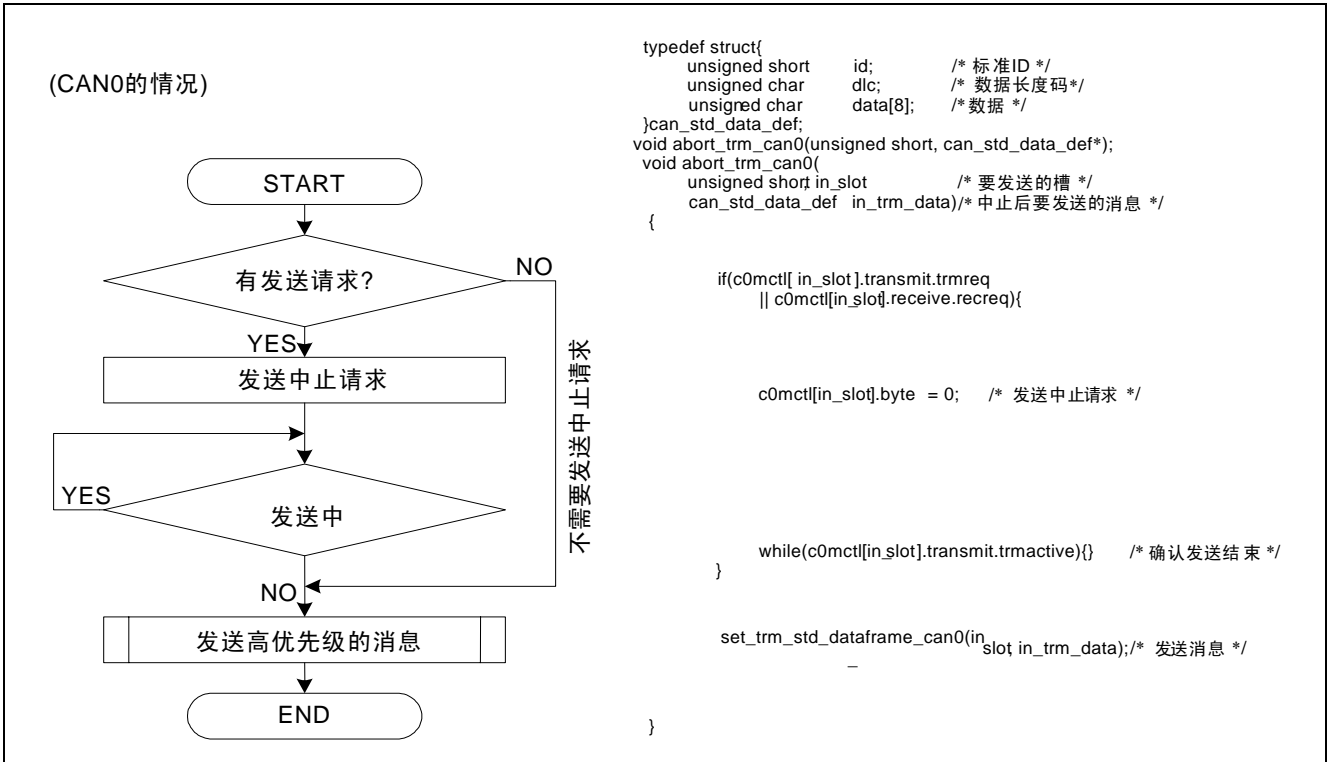 (CAN0的情况)
START
有发送请求?
NO
YES
发送中止请求
不需要发送中止请求
YES
发送中
NO
发送高优先级的消息
END
typedef struct{
unsigned short id; /* 标准ID */
unsigned char dlc; /* 数据长度码*/
unsigned char data[8]; /*数据 */
}can_std_data_def;
void abort_trm_can0(unsigned short, can_std_data_def*);
void abort_trm_can0(
unsigned short in_slot /* 要发送的槽 */
can_std_data_def in_trm_data)/* 中止后要发送的消息 */
{
if(c0mctl[ in_slot ].transmit.trmreq
|| c0mctl[in_slot].receive.recreq){
c0mctl[in_slot].byte = 0; /* 发送中止请求 */
while(c0mctl[in_slot].transmit.trmactive){} /* 确认发送结束 */
}
set_trm_std_dataframe_can0(in_slot, in_trm_data);/* 发送消息 */
}